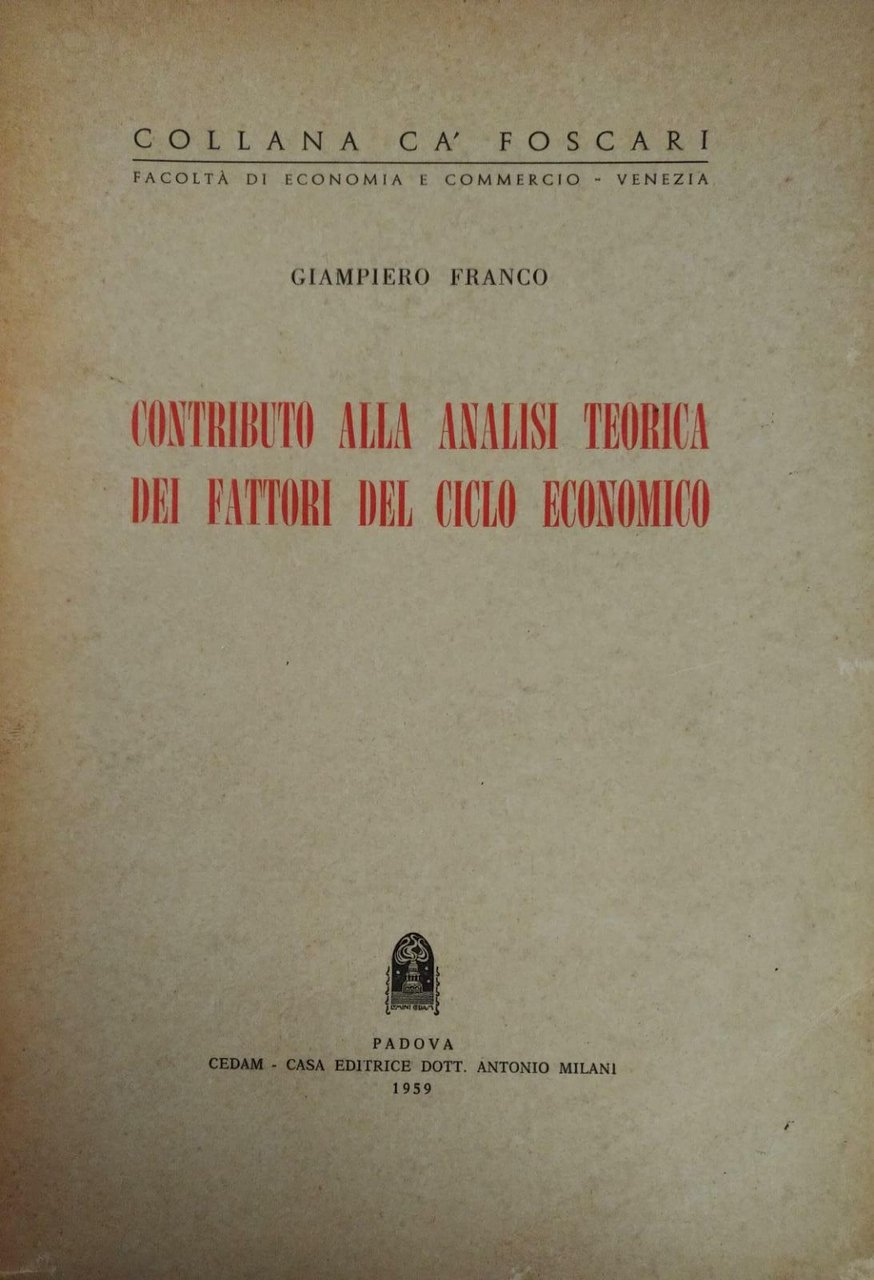 COLLANA CA' FOSCARI
FACOLTÀ DI ECONOMIA E COMMERCIO - VENEZIA
GIAMPIERO FRANCO
CONTRIBUTO ALLA ANALISI TEORICA
DEI FATTORI DEL CICLO ECONOMICO
PADOVA
CEDAM - CASA EDITRICE DOTT. ANTONIO MILANI
1959